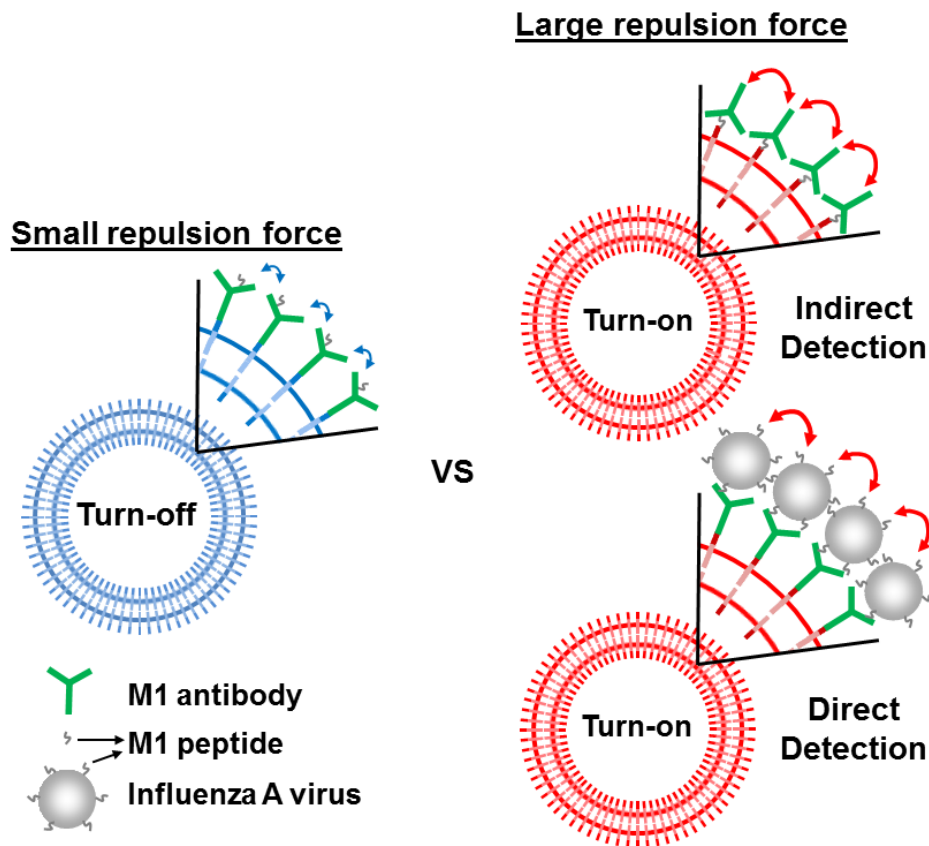 Large repulsion force
Turn-on
Indirect
Detection
Small repulsion force
Turn-off
VS
M1 antibody
M1 peptide
Influenza A virus
Turn-on
Direct
Detection